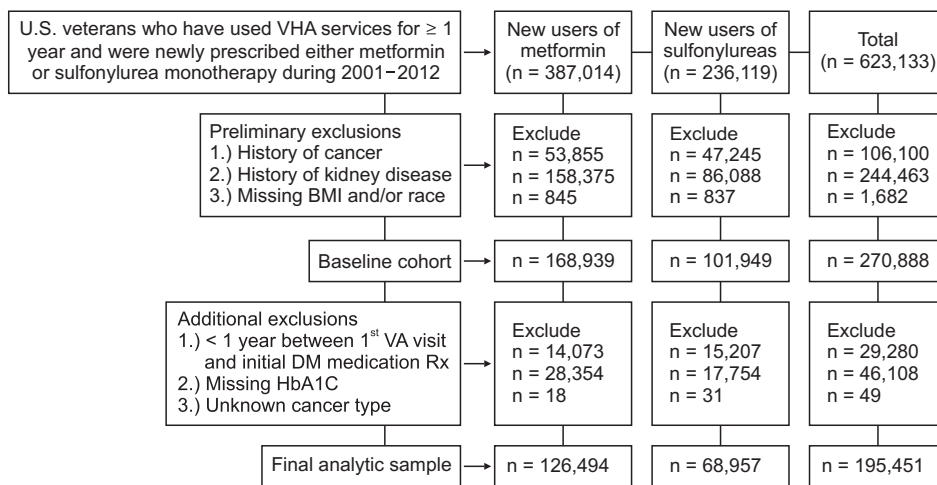 U.S. veterans who have used VHA services for ≥ 1
year and were newly prescribed either metformin
or sulfonylurea monotherapy during 2001−2012
New users of
metformin
(n = 387,014)
New users of
sulfonylureas
(n = 236,119)
Total
(n = 623,133)
Preliminary exclusions
1.) History of cancer
2.) History of kidney disease
3.) Missing BMI and/or race
Exclude
n = 53,855
n = 158,375
n = 845
Exclude
n = 47,245
n = 86,088
n = 837
Exclude
n = 106,100
n = 244,463
n = 1,682
Baseline cohort
n = 168,939
n = 101,949
n = 270,888
Additional exclusions
1.) < 1 year between 1st VA visit
and initial DM medication Rx
2.) Missing HbA1C
3.) Unknown cancer type
Exclude
n = 14,073
n = 28,354
n = 18
Exclude
n = 15,207
n = 17,754
n = 31
Exclude
n = 29,280
n = 46,108
n = 49
Final analytic sample
n = 126,494
n = 68,957
n = 195,451